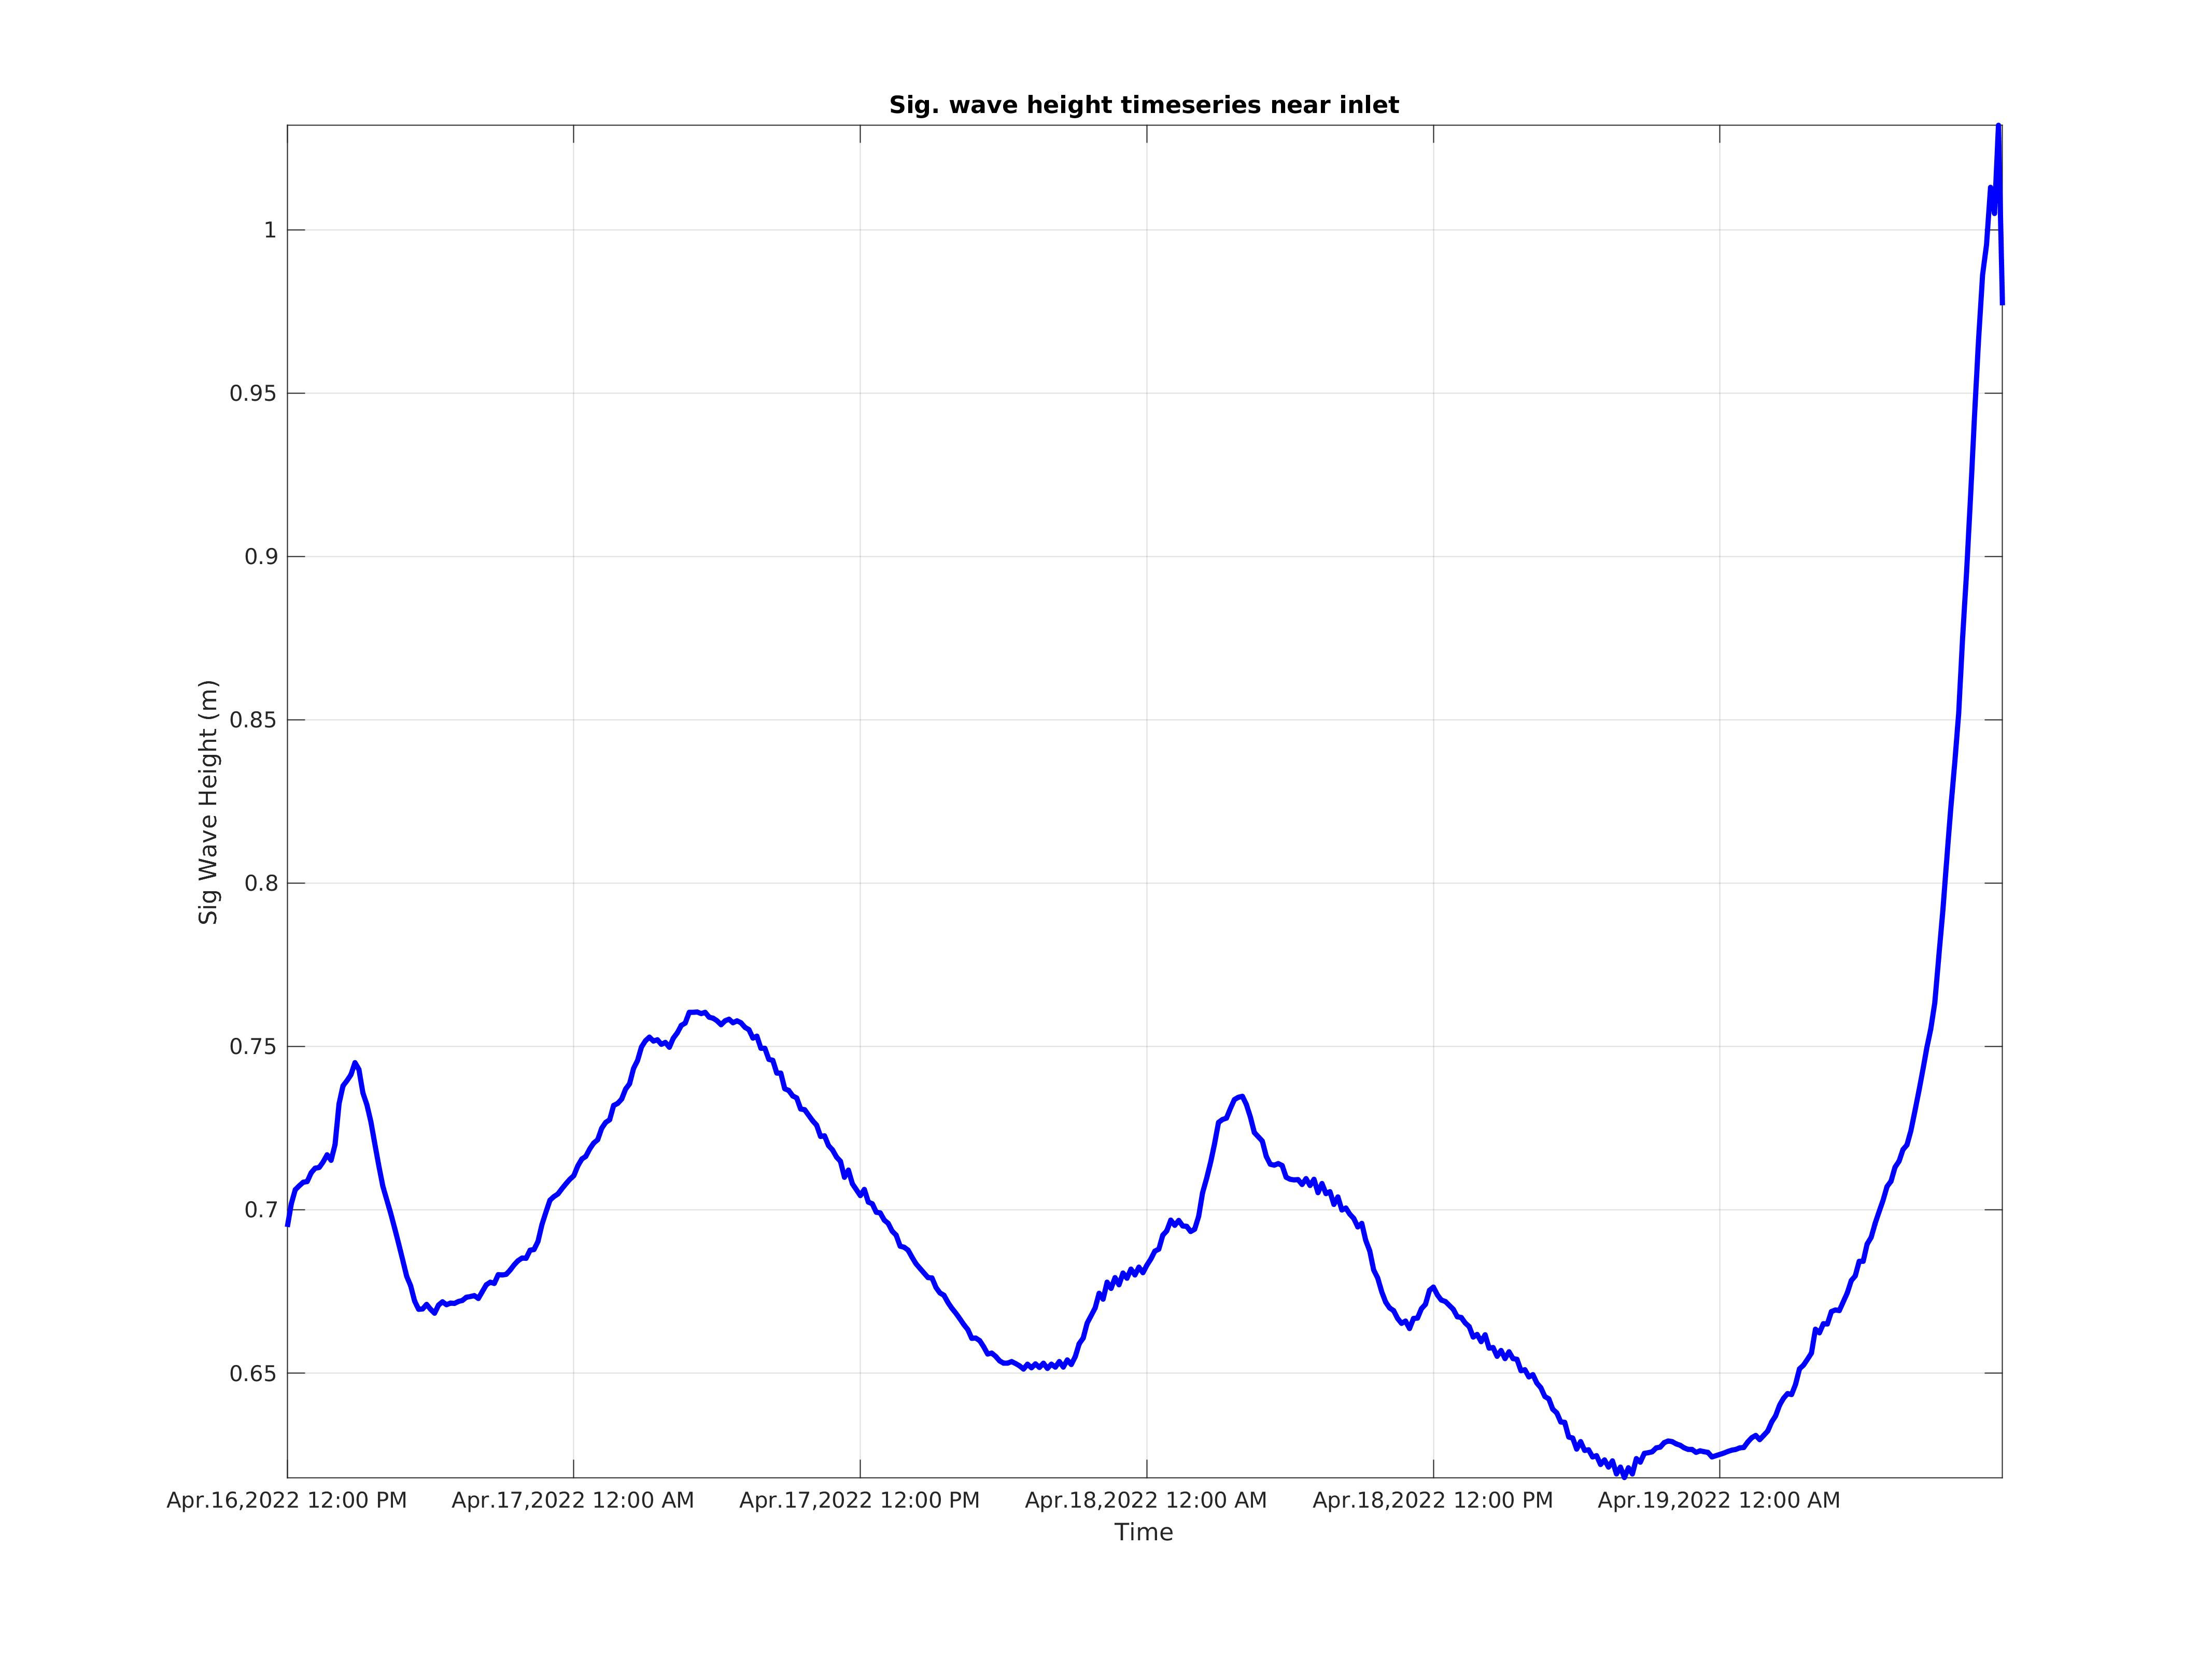 Sig. wave height timeseries near inlet
1
0.95
0.9
0.85
0.8
0.75
0.7
0.65
Sig Wave Height (m)
Apr.16,2022 12:00 PM Apr.17,2022 12:00 AM Apr.17,2022 12:00 PM Apr.18,2022 12:00 AM Apr.18,2022 12:00 PM Apr.19,2022 12:00 AM
Time